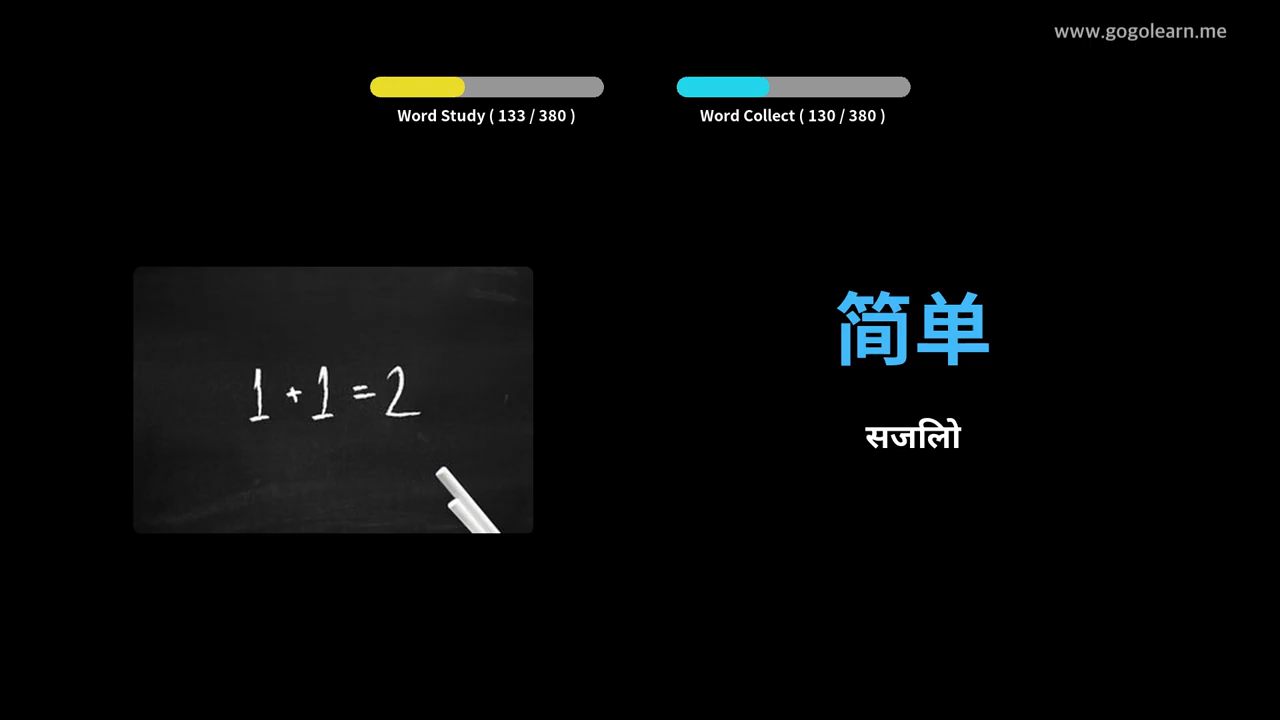 www.gogolearn.me
Word Study ( 133 / 380 )
Word Collect ( 130 / 380 )
简单
1 + 1 = 2
सजिलो